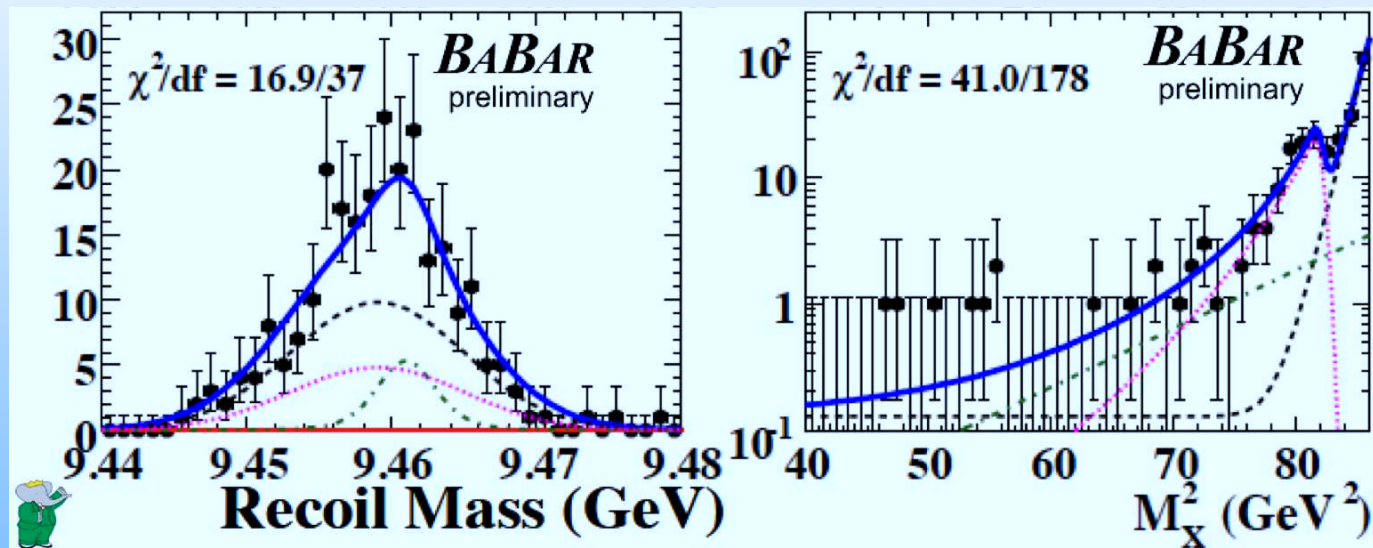 30
25
20
15
10
5
0
χ²/df = 16.9/37
BABAR
preliminary
9.44 9.45 9.46 9.47 9.48
Recoil Mass (GeV)
10²
10
1
10⁻¹
χ²/df = 41.0/178
BABAR
preliminary
40 50 60 70 80
M²ₓ (GeV²)